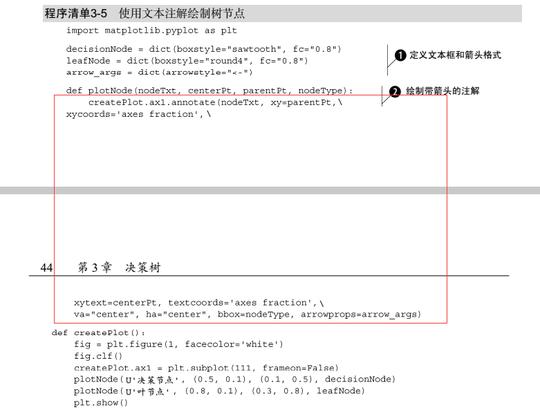 程序清单3-5 使用文本注解绘制树节点
import matplotlib.pyplot as plt
decisionNode = dict(boxstyle="sawtooth", fc="0.8")
leafNode = dict(boxstyle="round4", fc="0.8")
arrow_args = dict(arrowstyle="<-")
❶ 定义文本框和箭头格式
def plotNode(nodeTxt, centerPt, parentPt, nodeType):
❷ 绘制带箭头的注解
createPlot.ax1.annotate(nodeTxt, xy=parentPt,\
xycoords='axes fraction',\
44 第3章 决策树
xytext=centerPt, textcoords='axes fraction',\
va="center", ha="center", bbox=nodeType, arrowprops=arrow_args)
def createPlot():
fig = plt.figure(1, facecolor='white')
fig.clf()
createPlot.ax1 = plt.subplot(111, frameon=False)
plotNode(U'决策节点', (0.5, 0.1), (0.1, 0.5), decisionNode)
plotNode(U'叶节点', (0.8, 0.1), (0.3, 0.8), leafNode)
plt.show()